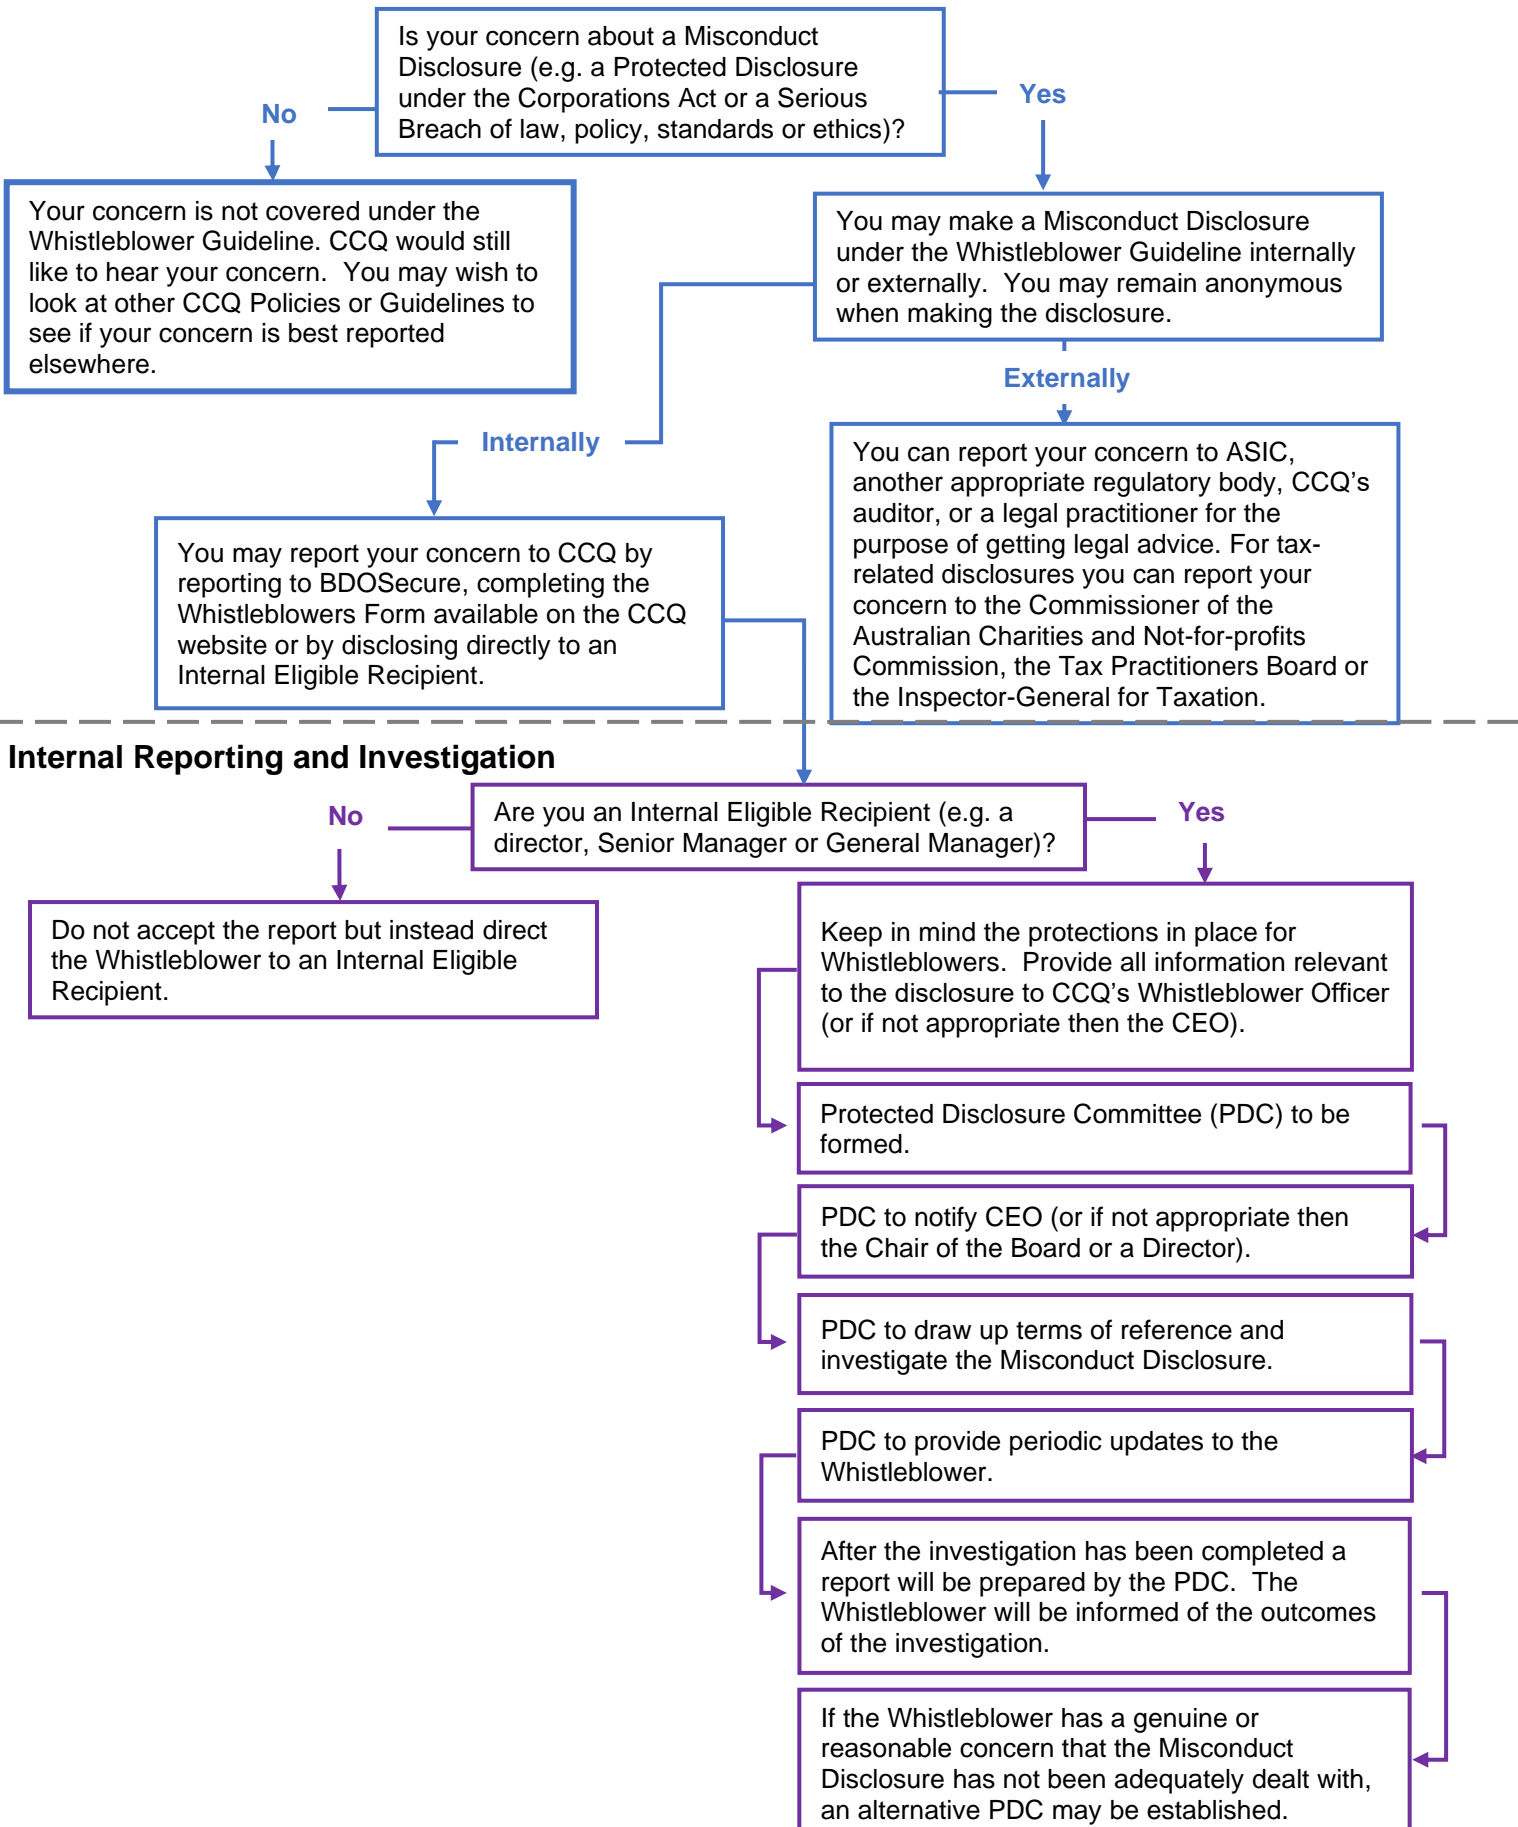 Is your concern about a Misconduct
Disclosure (e.g. a Protected Disclosure
under the Corporations Act or a Serious
Breach of law, policy, standards or ethics)?
No
Yes
Your concern is not covered under the
Whistleblower Guideline. CCQ would still
like to hear your concern.  You may wish to
look at other CCQ Policies or Guidelines to
see if your concern is best reported
elsewhere.
You may make a Misconduct Disclosure
under the Whistleblower Guideline internally
or externally.  You may remain anonymous
when making the disclosure.
Externally
Internally
You can report your concern to ASIC,
another appropriate regulatory body, CCQ’s
auditor, or a legal practitioner for the
purpose of getting legal advice. For tax-
related disclosures you can report your
concern to the Commissioner of the
Australian Charities and Not-for-profits
Commission, the Tax Practitioners Board or
the Inspector-General for Taxation.
You may report your concern to CCQ by
reporting to BDOSecure, completing the
Whistleblowers Form available on the CCQ
website or by disclosing directly to an
Internal Eligible Recipient.
Internal Reporting and Investigation
Are you an Internal Eligible Recipient (e.g. a
director, Senior Manager or General Manager)?
No
Yes
Do not accept the report but instead direct
the Whistleblower to an Internal Eligible
Recipient.
Keep in mind the protections in place for
Whistleblowers.  Provide all information relevant
to the disclosure to CCQ’s Whistleblower Officer
(or if not appropriate then the CEO).
Protected Disclosure Committee (PDC) to be
formed.
PDC to notify CEO (or if not appropriate then
the Chair of the Board or a Director).
PDC to draw up terms of reference and
investigate the Misconduct Disclosure.
PDC to provide periodic updates to the
Whistleblower.
After the investigation has been completed a
report will be prepared by the PDC.  The
Whistleblower will be informed of the outcomes
of the investigation.
If the Whistleblower has a genuine or
reasonable concern that the Misconduct
Disclosure has not been adequately dealt with,
an alternative PDC may be established.